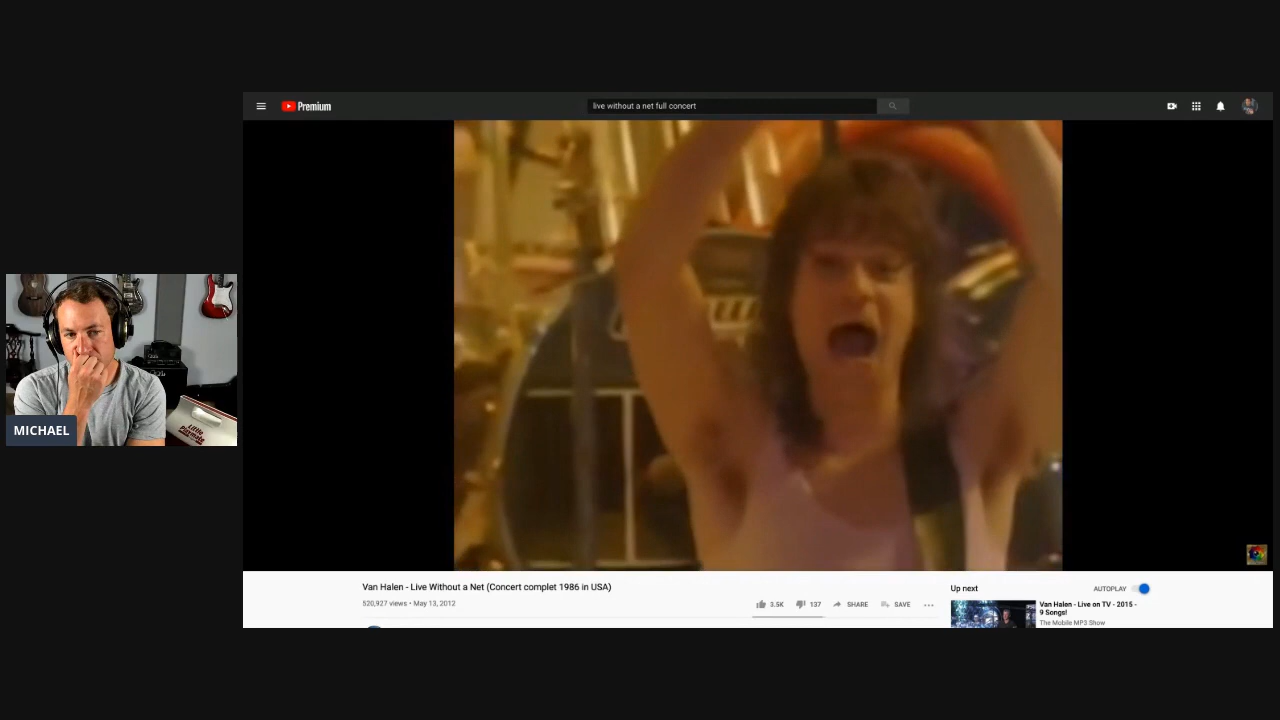 Premium
live without a net full concert
Little
Playmate
MICHAEL
Van Halen - Live Without a Net (Concert complet 1986 in USA)
520,927 views • May 13, 2012
3.5K
137
SHARE
SAVE
Up next
AUTOPLAY
Van Halen - Live on TV - 2015 -
9 Songs!
The Mobile MP3 Show